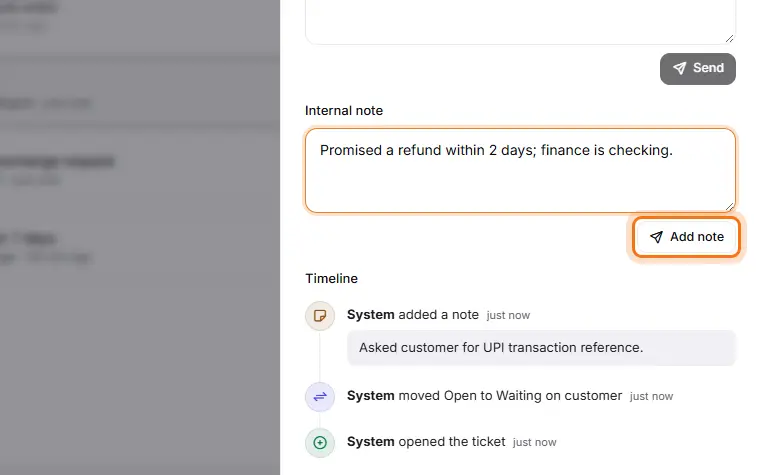 Send
Internal note
Promised a refund within 2 days; finance is checking.
Add note
Timeline
System added a note just now
Asked customer for UPI transaction reference.
System moved Open to Waiting on customer just now
System opened the ticket just now